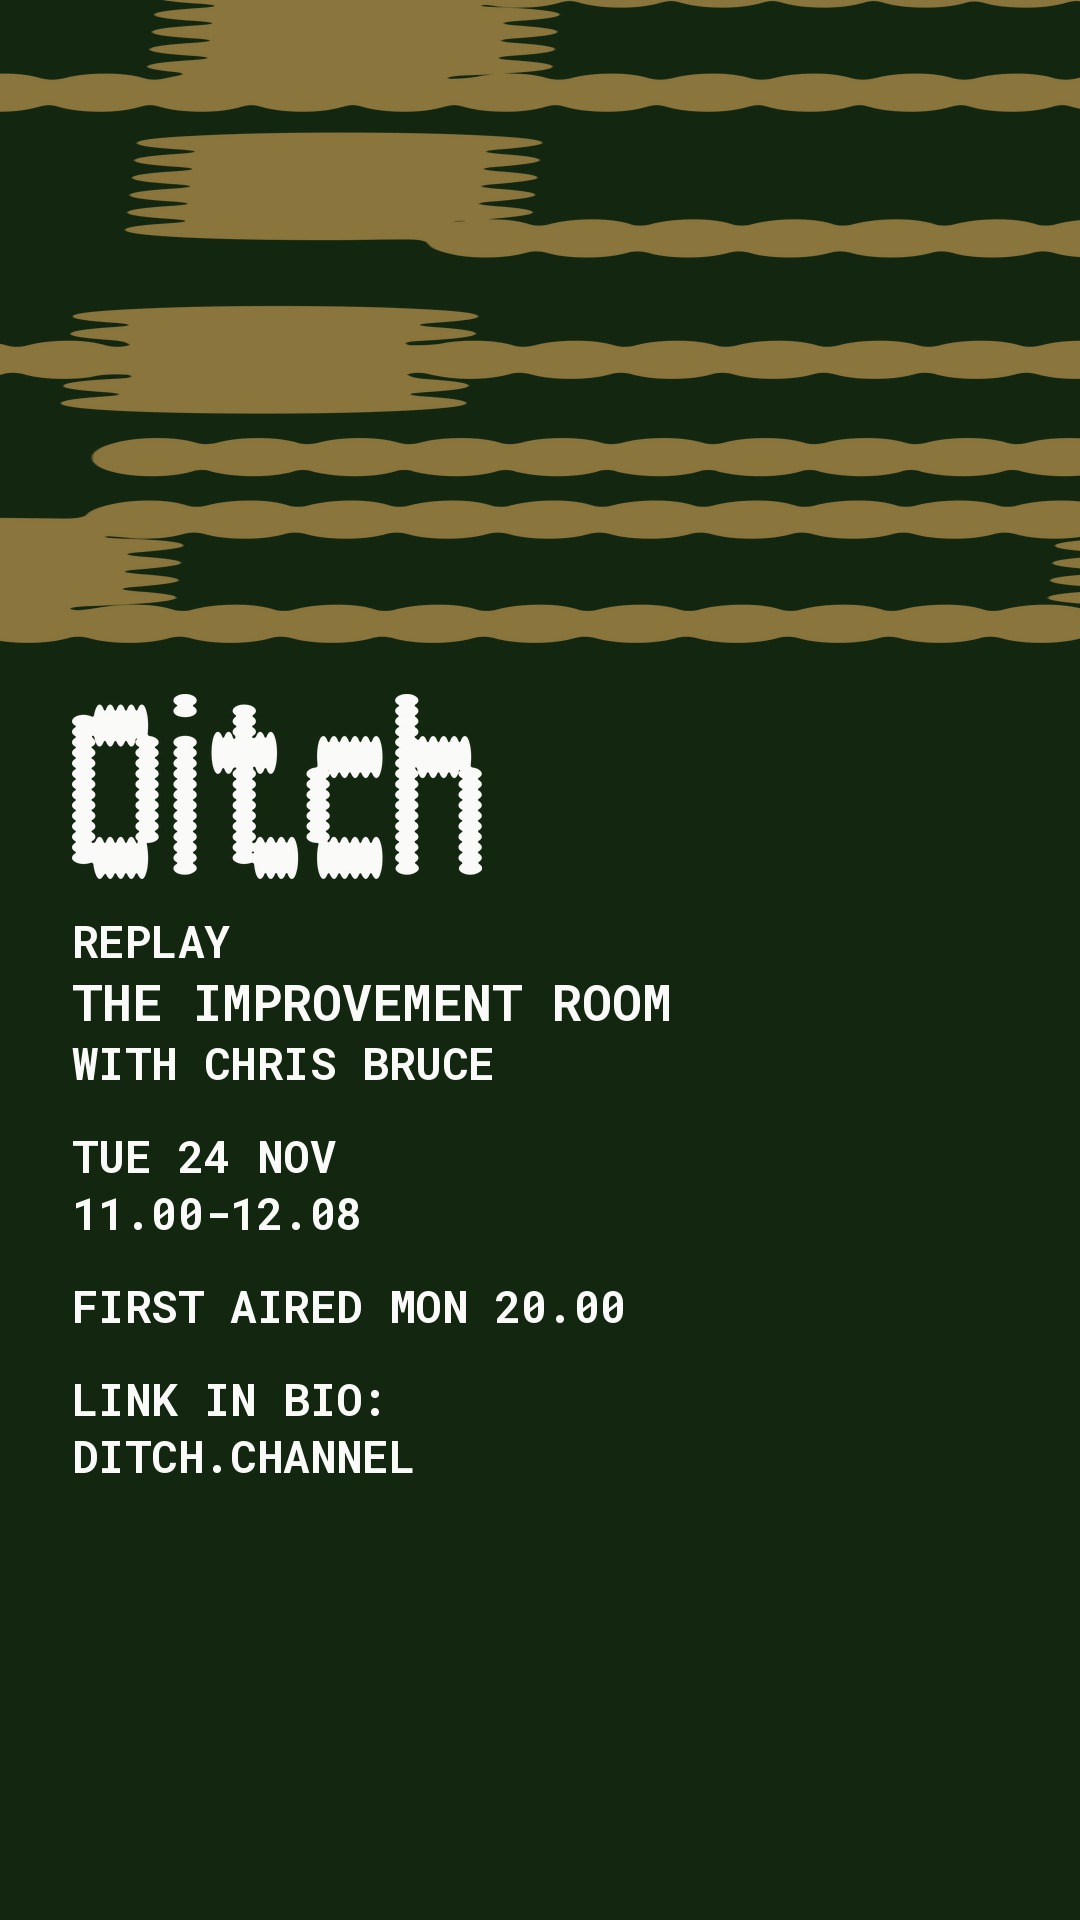 Ditch
REPLAY
THE IMPROVEMENT ROOM
WITH CHRIS BRUCE
TUE 24 NOV
11.00–12.08
FIRST AIRED MON 20.00
LINK IN BIO:
DITCH.CHANNEL